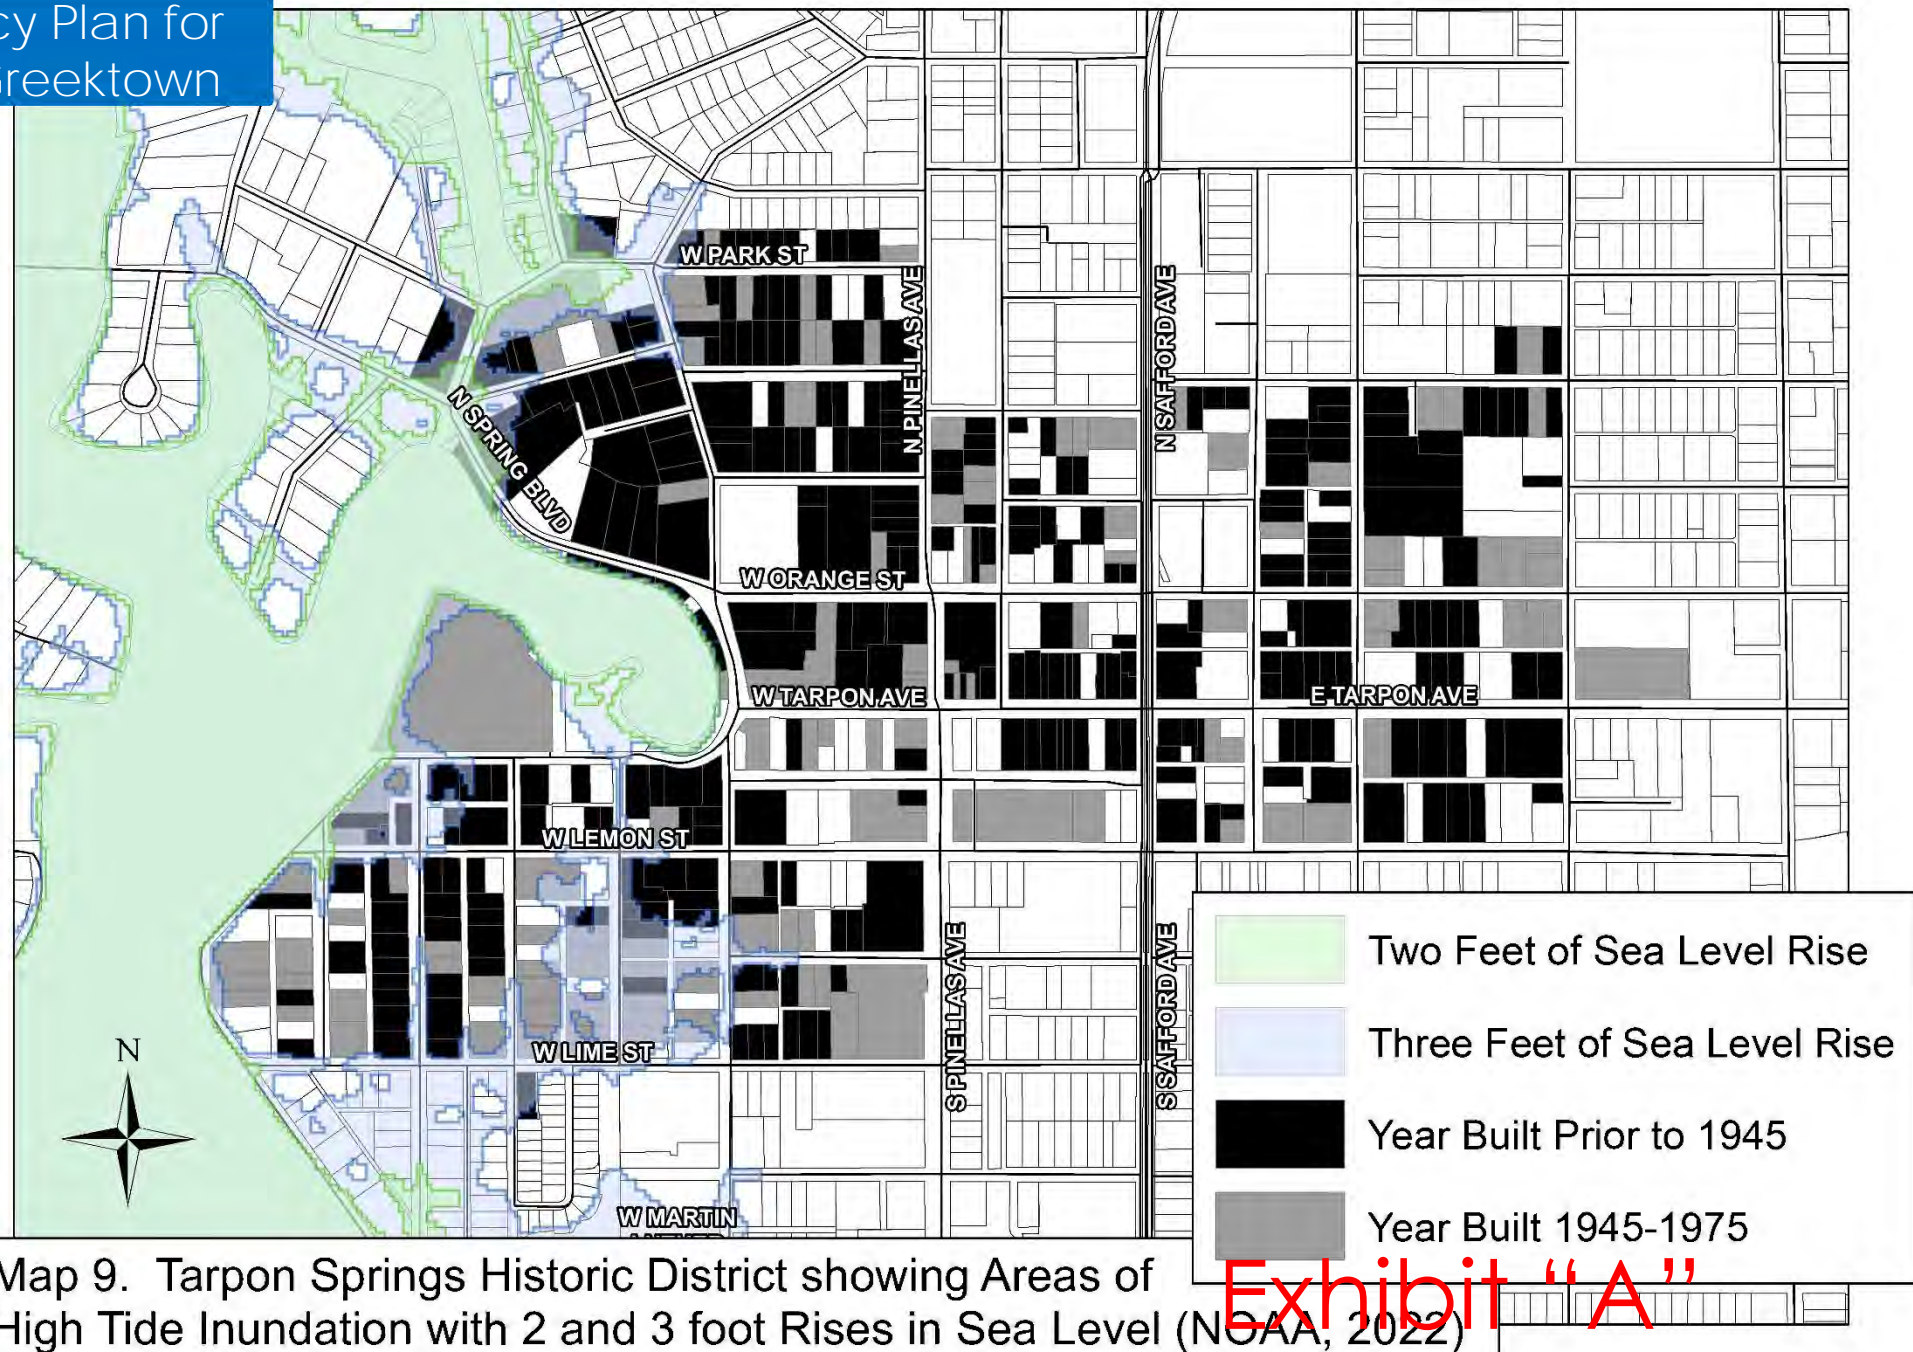 cy Plan for
Greektown
W PARK ST
N PINELLAS AVE
N SAFFORD AVE
N SPRING BLVD
W ORANGE ST
W TARPON AVE
E TARPON AVE
W LEMON ST
S PINELLAS AVE
S SAFFORD AVE
W LIME ST
W MARTIN
N
Two Feet of Sea Level Rise
Three Feet of Sea Level Rise
Year Built Prior to 1945
Year Built 1945-1975
Map 9. Tarpon Springs Historic District showing Areas of
High Tide Inundation with 2 and 3 foot Rises in Sea Level (NOAA, 2022)
Exhibit “A”